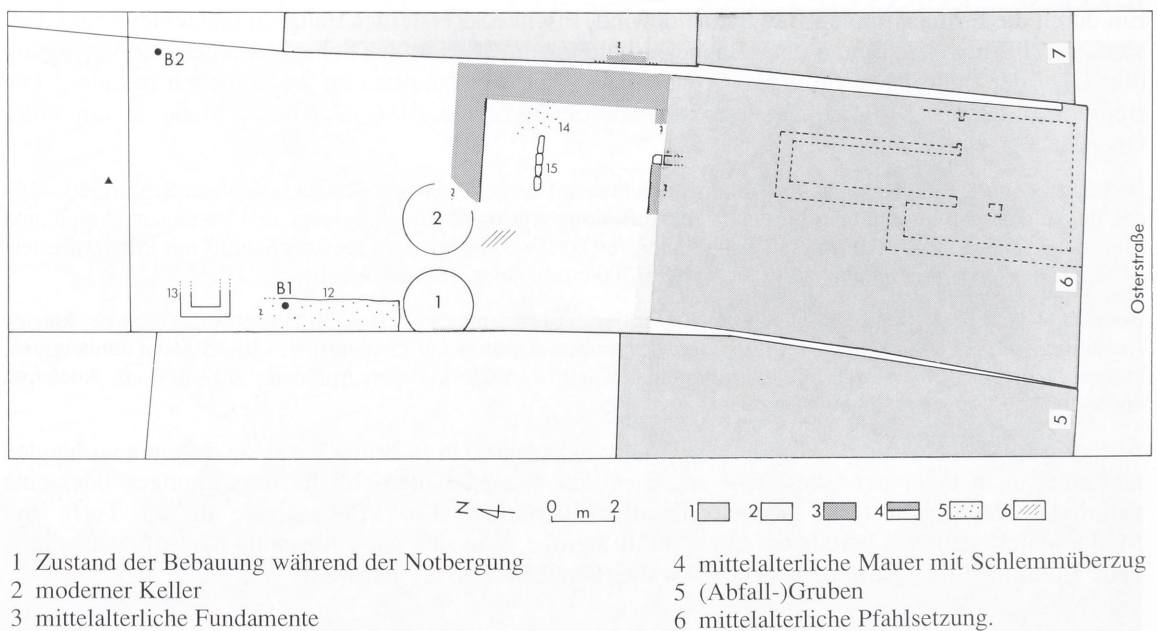 7
B2
14
15
2
6
Osterstraße
13
B1
12
1
5
N
0 m 2
1 2 3 4 5 6
1 Zustand der Bebauung während der Notbergung
2 moderner Keller
3 mittelalterliche Fundamente
4 mittelalterliche Mauer mit Schlemmüberzug
5 (Abfall-)Gruben
6 mittelalterliche Pfahlsetzung.